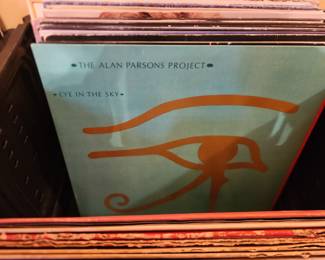 THE ALAN PARSONS PROJECT
EYE IN THE SKY